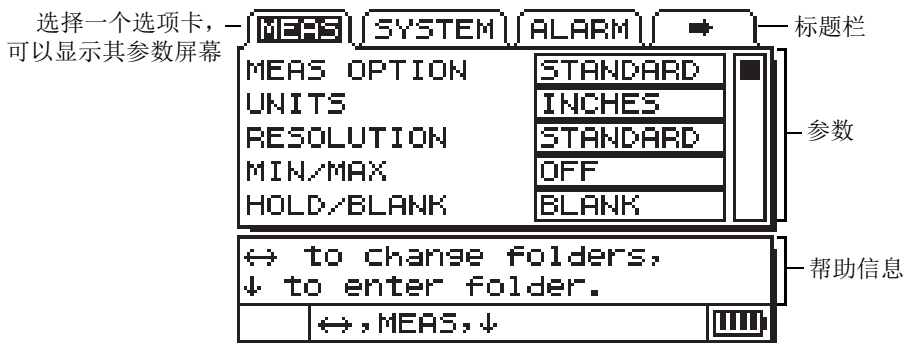 选择一个选项卡，
可以显示其参数屏幕
MEAS SYSTEM ALARM ➡
标题栏
MEAS OPTION STANDARD
UNITS INCHES
RESOLUTION STANDARD
MIN/MAX OFF
HOLD/BLANK BLANK
参数
↔ to change folders,
↓ to enter folder.
帮助信息
↔,MEAS,↓